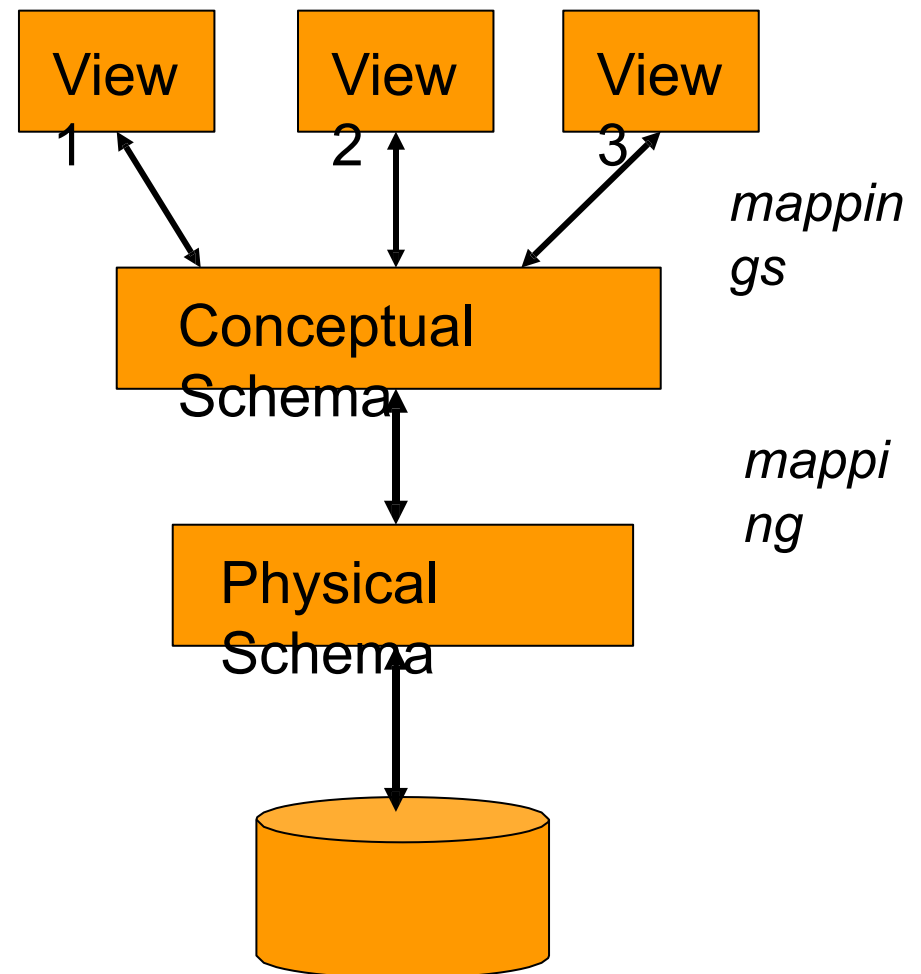 View
1
View
2
View
3
mappin
gs
Conceptual
Schema
mappi
ng
Physical
Schema